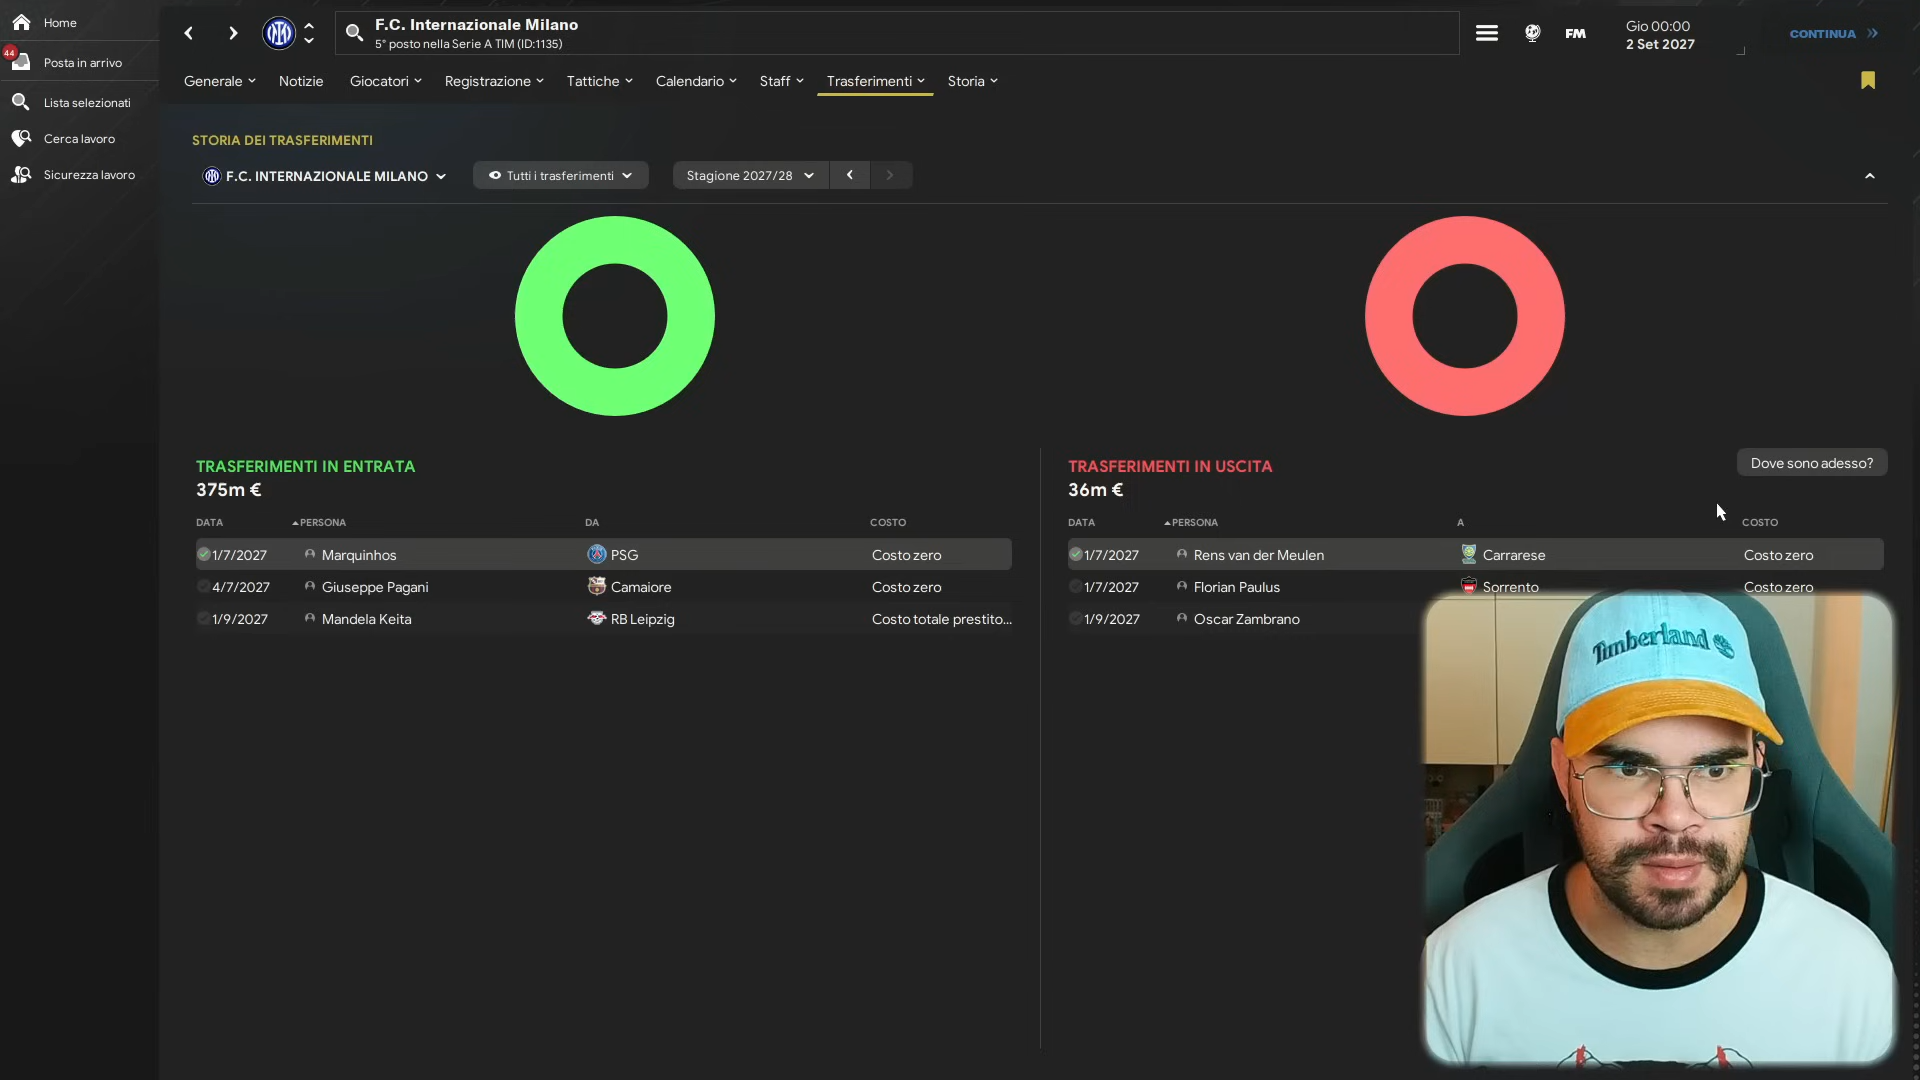 Home
44
Posta in arrivo
Lista selezionati
Cerca lavoro
Sicurezza lavoro
F.C. Internazionale Milano
5° posto nella Serie A TIM (ID:1135)
FM
Gio 00:00
2 Set 2027
CONTINUA
Generale
Notizie
Giocatori
Registrazione
Tattiche
Calendario
Staff
Trasferimenti
Storia
STORIA DEI TRASFERIMENTI
F.C. INTERNAZIONALE MILANO
Tutti i trasferimenti
Stagione 2027/28
TRASFERIMENTI IN ENTRATA
375m €
DATA PERSONA DA COSTO
1/7/2027 Marquinhos PSG Costo zero
4/7/2027 Giuseppe Pagani Camaiore Costo zero
1/9/2027 Mandela Keita RB Leipzig Costo totale prestito...
TRASFERIMENTI IN USCITA
36m €
Dove sono adesso?
DATA PERSONA A COSTO
1/7/2027 Rens van der Meulen Carrarese Costo zero
1/7/2027 Florian Paulus Sorrento Costo zero
1/9/2027 Oscar Zambrano
Timberland